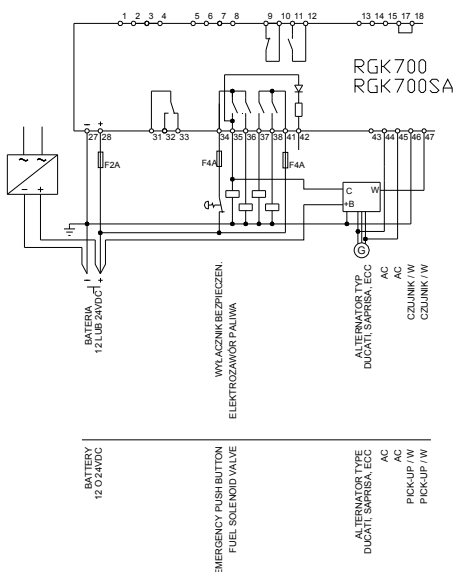 1 2 3 4 5 6 7 8 9 10 11 12 13 14 15 17 18
RGK700
RGK700SA
– +
27 28 31 32 33 34 35 36 37 38 41 42 43 44 45 46 47
F2A
F4A
F4A
~ ~
– +
C W
+B
G
– +
BATERIA
12 LUB 24VDC
WYŁACZNIK BEZPIECZEN.
ELEKTROZAWÓR PALIWA
ALTERNATOR TYP
DUCATI, SAPRISA, ECC
AC
AC
CZUJNIK / W
CZUJNIK / W
BATTERY
12 O 24VDC
EMERGENCY PUSH BUTTON
FUEL SOLENOID VALVE
ALTERNATOR TYPE
DUCATI, SAPRISA, ECC
AC
AC
PICK-UP / W
PICK-UP / W